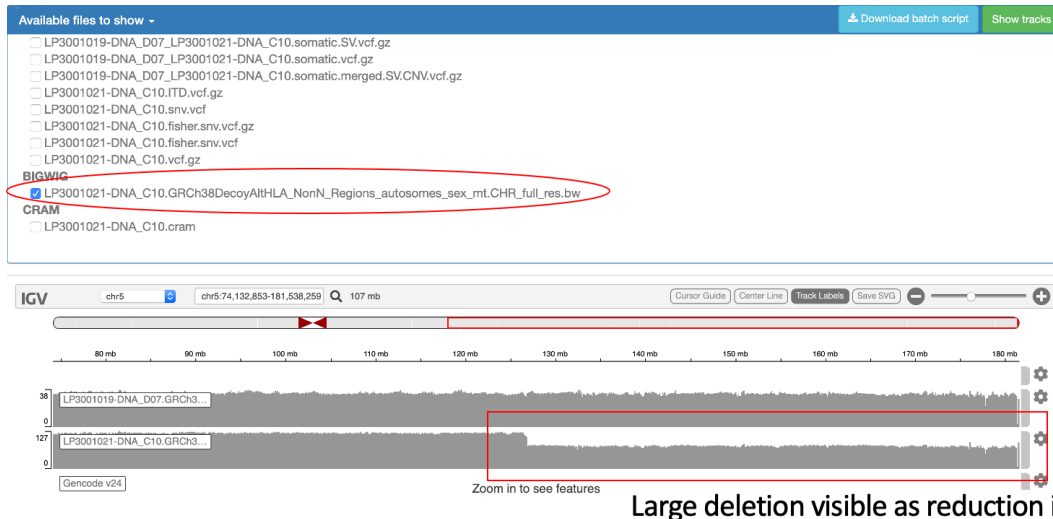 Available files to show
Download batch script
Show tracks
LP3001019-DNA_D07_LP3001021-DNA_C10.somatic.SV.vcf.gz
LP3001019-DNA_D07_LP3001021-DNA_C10.somatic.vcf.gz
LP3001019-DNA_D07_LP3001021-DNA_C10.somatic.merged.SV.CNV.vcf.gz
LP3001021-DNA_C10.ITD.vcf.gz
LP3001021-DNA_C10.snv.vcf
LP3001021-DNA_C10.fisher.snv.vcf.gz
LP3001021-DNA_C10.fisher.snv.vcf
LP3001021-DNA_C10.vcf.gz
BIGWIG
LP3001021-DNA_C10.GRCh38DecoyAltHLA_NonN_Regions_autosomes_sex_mt.CHR_full_res.bw
CRAM
LP3001021-DNA_C10.cram
IGV chr5 chr5:74,132,853-181,538,259 107 mb Cursor Guide Center Line Track Labels Save SVG
80 mb 90 mb 100 mb 110 mb 120 mb 130 mb 140 mb 150 mb 160 mb 170 mb 180 mb
38
LP3001019-DNA_D07.GRCh3...
0
127
LP3001021-DNA_C10.GRCh3...
0
Gencode v24
Zoom in to see features
Large deletion visible as reduction i